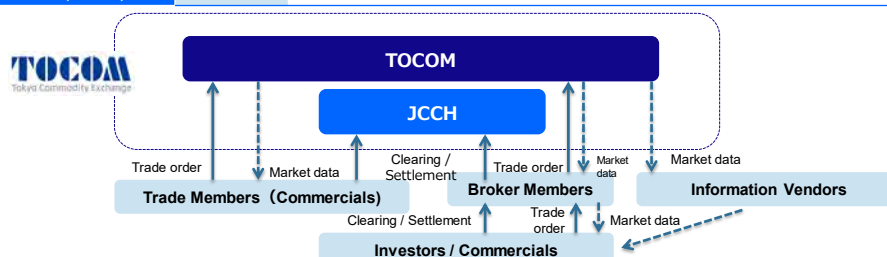 TOCOM
Tokyo Commodity Exchange
TOCOM
JCCH
Trade order
Market data
Clearing /
Settlement
Trade order
Market
data
Market data
Trade Members（Commercials)
Broker Members
Information Vendors
Clearing / Settlement
Trade
order
Market data
Investors / Commercials